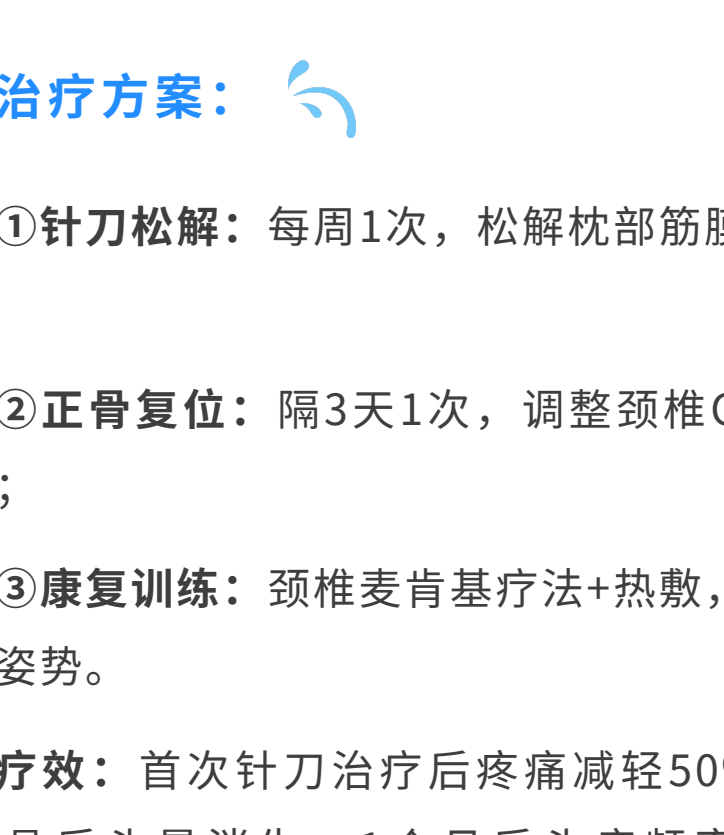 治疗方案：
①针刀松解：每周1次，松解枕部筋膜
②正骨复位：隔3天1次，调整颈椎C
；
③康复训练：颈椎麦肯基疗法+热敷，
姿势。
疗效：首次针刀治疗后疼痛减轻50%